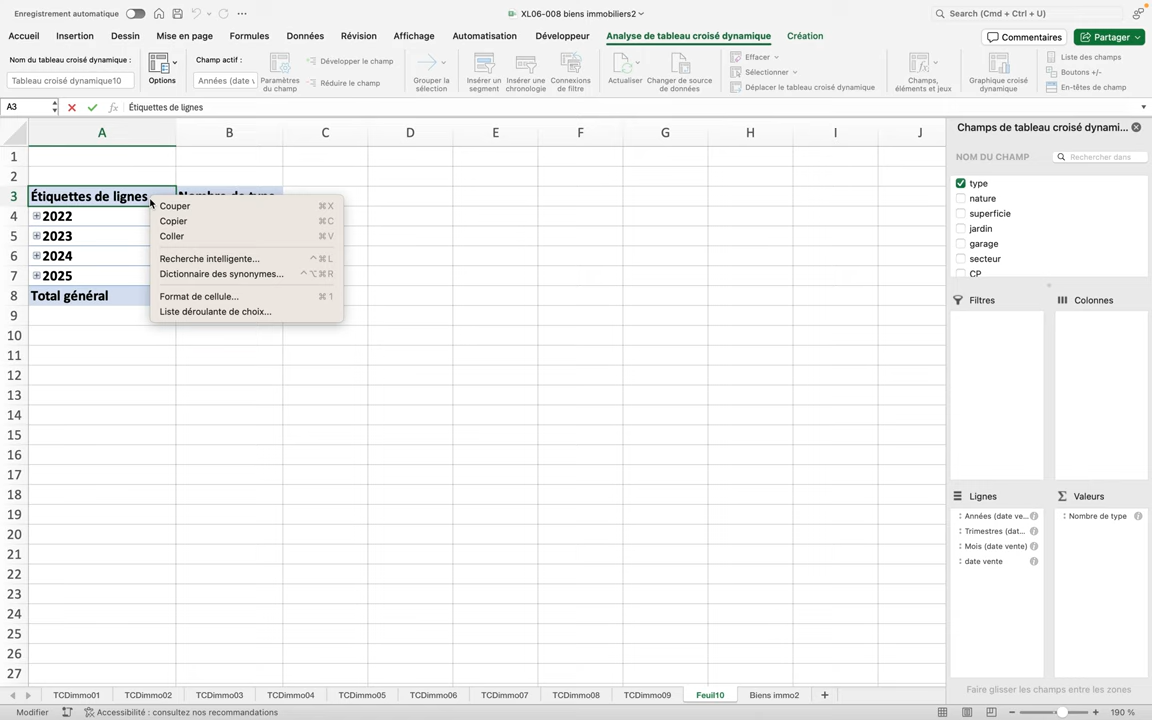 Enregistrement automatique
XL06-008 biens immobiliers2
Search (Cmd + Ctrl + U)
Accueil Insertion Dessin Mise en page Formules Données Révision Affichage Automatisation Développeur Analyse de tableau croisé dynamique Création
Commentaires
Partager
Nom du tableau croisé dynamique :
Tableau croisé dynamique10
Options
Champ actif :
Années (date v
Paramètres
du champ
Développer le champ
Réduire le champ
Grouper la
sélection
Insérer un
segment
Insérer une
chronologie
Connexions
de filtre
Actualiser
Changer de source
de données
Effacer
Sélectionner
Déplacer le tableau croisé dynamique
Champs,
éléments et jeux
Graphique croisé
dynamique
Liste des champs
Boutons +/-
En-têtes de champ
A3
fx
Étiquettes de lignes
A B C D E F G H I J
1
2
3 Étiquettes de lignes Nombre de type
4 2022
5 2023
6 2024
7 2025
8 Total général
9
10
11
12
13
14
15
16
17
18
19
20
21
22
23
24
25
26
27
Couper ⌘X
Copier ⌘C
Coller ⌘V
Recherche intelligente... ^⌘L
Dictionnaire des synonymes... ^⌥⌘R
Format de cellule... ⌘1
Liste déroulante de choix...
Champs de tableau croisé dynami...
NOM DU CHAMP
Rechercher dans
type
nature
superficie
jardin
garage
secteur
CP
Filtres
Colonnes
Lignes
Années (date ve...
Trimestres (dat...
Mois (date vente)
date vente
Σ Valeurs
Nombre de type
Faire glisser les champs entre les zones
TCDimmo01 TCDimmo02 TCDimmo03 TCDimmo04 TCDimmo05 TCDimmo06 TCDimmo07 TCDimmo08 TCDimmo09 Feuil10 Biens immo2 +
Modifier
Accessibilité : consultez nos recommandations
190 %